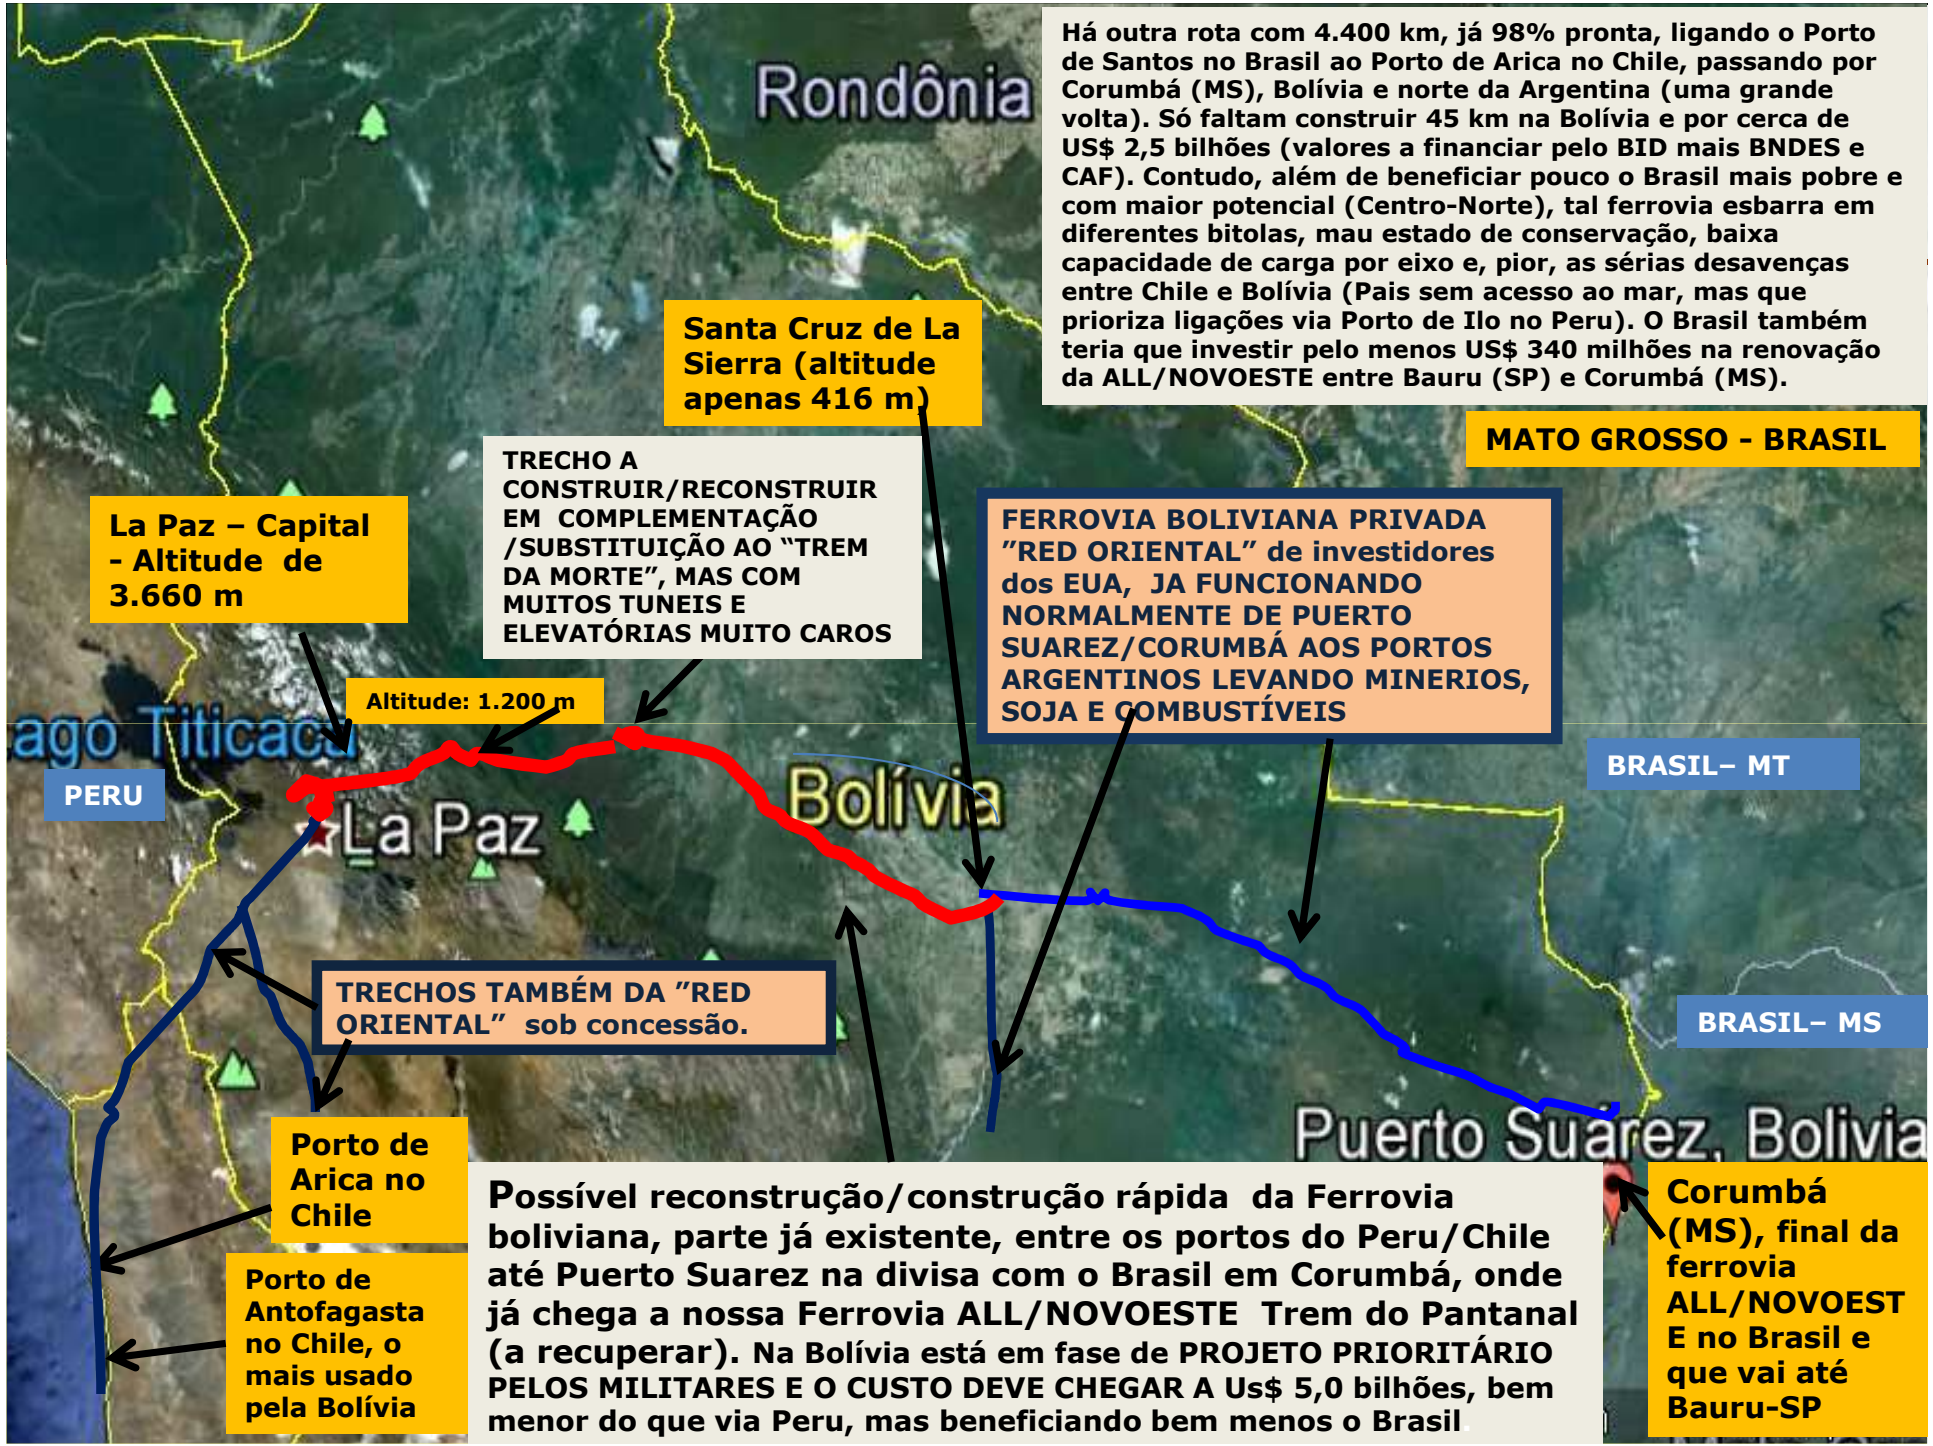 Há outra rota com 4.400 km, já 98% pronta, ligando o Porto
de Santos no Brasil ao Porto de Arica no Chile, passando por
Corumbá (MS), Bolívia e norte da Argentina (uma grande
volta). Só faltam construir 45 km na Bolívia e por cerca de
US$ 2,5 bilhões (valores a financiar pelo BID mais BNDES e
CAF). Contudo, além de beneficiar pouco o Brasil mais pobre e
com maior potencial (Centro-Norte), tal ferrovia esbarra em
diferentes bitolas, mau estado de conservação, baixa
capacidade de carga por eixo e, pior, as sérias desavenças
entre Chile e Bolívia (Pais sem acesso ao mar, mas que
prioriza ligações via Porto de Ilo no Peru). O Brasil também
teria que investir pelo menos US$ 340 milhões na renovação
da ALL/NOVOESTE entre Bauru (SP) e Corumbá (MS).
Rondônia
Santa Cruz de La
Sierra (altitude
apenas 416 m)
MATO GROSSO - BRASIL
TRECHO A
CONSTRUIR/RECONSTRUIR
EM COMPLEMENTAÇÃO
/SUBSTITUIÇÃO AO “TREM
DA MORTE”, MAS COM
MUITOS TUNEIS E
ELEVATÓRIAS MUITO CAROS
La Paz – Capital
- Altitude de
3.660 m
FERROVIA BOLIVIANA PRIVADA
”RED ORIENTAL” de investidores
dos EUA, JA FUNCIONANDO
NORMALMENTE DE PUERTO
SUAREZ/CORUMBÁ AOS PORTOS
ARGENTINOS LEVANDO MINERIOS,
SOJA E COMBUSTÍVEIS
Altitude: 1.200 m
ago Titicaca
PERU
BRASIL– MT
Bolívia
La Paz
TRECHOS TAMBÉM DA ”RED
ORIENTAL” sob concessão.
BRASIL– MS
Puerto Suárez, Bolivia
Porto de
Arica no
Chile
Porto de
Antofagasta
no Chile, o
mais usado
pela Bolívia
Possível reconstrução/construção rápida da Ferrovia
boliviana, parte já existente, entre os portos do Peru/Chile
até Puerto Suarez na divisa com o Brasil em Corumbá, onde
já chega a nossa Ferrovia ALL/NOVOESTE Trem do Pantanal
(a recuperar). Na Bolívia está em fase de PROJETO PRIORITÁRIO
PELOS MILITARES E O CUSTO DEVE CHEGAR A Us$ 5,0 bilhões, bem
menor do que via Peru, mas beneficiando bem menos o Brasil
Corumbá
(MS), final da
ferrovia
ALL/NOVOEST
E no Brasil e
que vai até
Bauru-SP